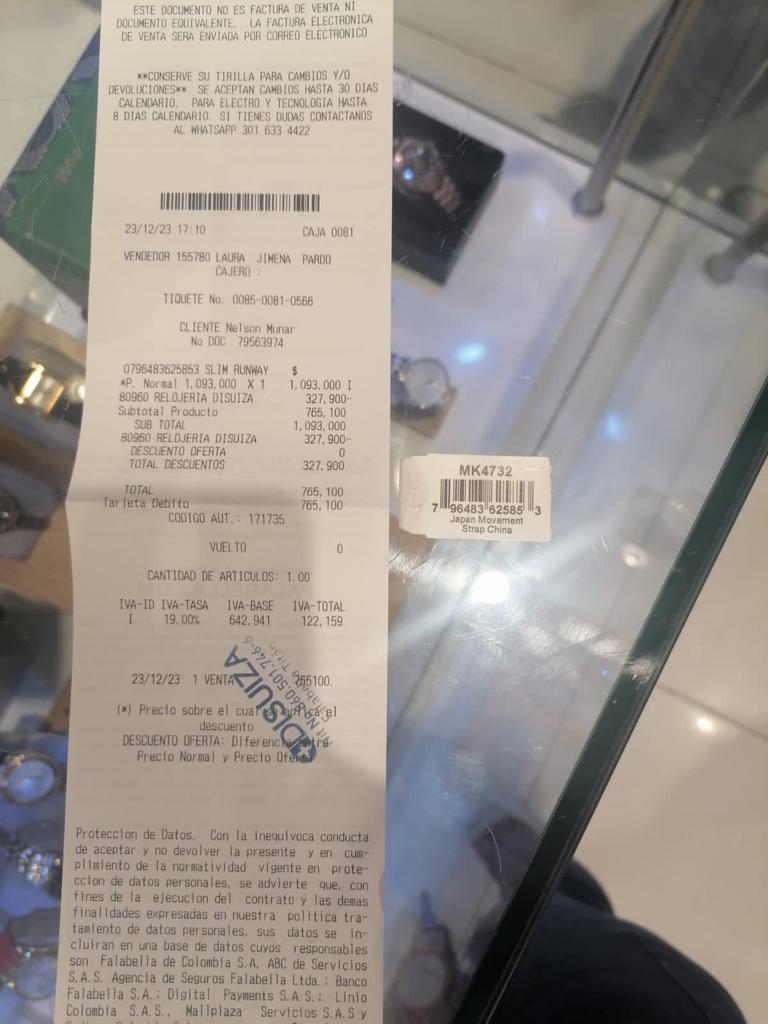 ESTE DOCUMENTO NO ES FACTURA DE VENTA NI
DOCUMENTO EQUIVALENTE. LA FACTURA ELECTRONICA
DE VENTA SERA ENVIADA POR CORREO ELECTRONICO
**CONSERVE SU TIRILLA PARA CAMBIOS Y/O
DEVOLUCIONES** SE ACEPTAN CAMBIOS HASTA 30 DIAS
CALENDARIO. PARA ELECTRO Y TECNOLOGIA HASTA
8 DIAS CALENDARIO. SI TIENES DUDAS CONTACTANOS
AL WHATSAPP 301 633 4422
23/12/23 17:10 CAJA 0081
VENDEDOR 155780 LAURA JIMENA PARDO
CAJERO :
TIQUETE No. 0085-0081-0566
CLIENTE Nelson Munar
No DOC 79563974
0796483625853 SLIM RUNWAY $
*P. Normal 1,093,000 X 1 1,093,000 I
80960 RELOJERIA DISUIZA 327,900-
Subtotal Producto 765,100
SUB TOTAL 1,093,000
80960 RELOJERIA DISUIZA 327,900-
DESCUENTO OFERTA 0
TOTAL DESCUENTOS 327,900
TOTAL 765,100
Tarjeta Debito 765,100
CODIGO AUT.: 171735
VUELTO 0
CANTIDAD DE ARTICULOS: 1.00
IVA-ID IVA-TASA IVA-BASE IVA-TOTAL
I 19.00% 642,941 122,159
23/12/23 1 VENTA 765100.
(*) Precio sobre el cual se aplica el
descuento
DESCUENTO OFERTA: Diferencia entre
Precio Normal y Precio Oferta
DISUIZA
Nit No 860.501.746-6
Falabella Titán
Proteccion de Datos. Con la inequivoca conducta
de aceptar y no devolver la presente y en cum-
plimiento de la normatividad vigente en prote-
ccion de datos personales, se advierte que, con
fines de la ejecucion del contrato y las demas
finalidades expresadas en nuestra politica tra-
tamiento de datos personales, sus datos se in-
cluiran en una base de datos cuyos responsables
son Falabella de Colombia S.A, ABC de Servicios
S.A.S. Agencia de Seguros Falabella Ltda.; Banco
Falabella S.A.; Digital Payments S.A.S.; Linio
Colombia S.A.S., Mallplaza Servicios S.A.S y
MK4732
7 96483 62585 3
Japan Movement
Strap China